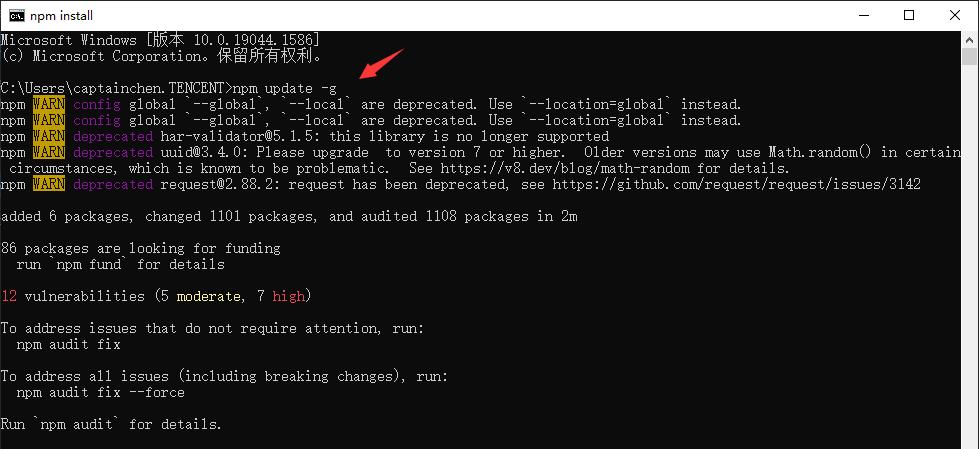 npm install
Microsoft Windows [版本 10.0.19044.1586]
(c) Microsoft Corporation。保留所有权利。
C:\Users\captainchen.TENCENT>npm update -g
npm WARN config global `--global`, `--local` are deprecated. Use `--location=global` instead.
npm WARN config global `--global`, `--local` are deprecated. Use `--location=global` instead.
npm WARN deprecated har-validator@5.1.5: this library is no longer supported
npm WARN deprecated uuid@3.4.0: Please upgrade  to version 7 or higher.  Older versions may use Math.random() in certain
circumstances, which is known to be problematic.  See https://v8.dev/blog/math-random for details.
npm WARN deprecated request@2.88.2: request has been deprecated, see https://github.com/request/request/issues/3142
added 6 packages, changed 1101 packages, and audited 1108 packages in 2m
86 packages are looking for funding
  run `npm fund` for details
12 vulnerabilities (5 moderate, 7 high)
To address issues that do not require attention, run:
  npm audit fix
To address all issues (including breaking changes), run:
  npm audit fix --force
Run `npm audit` for details.